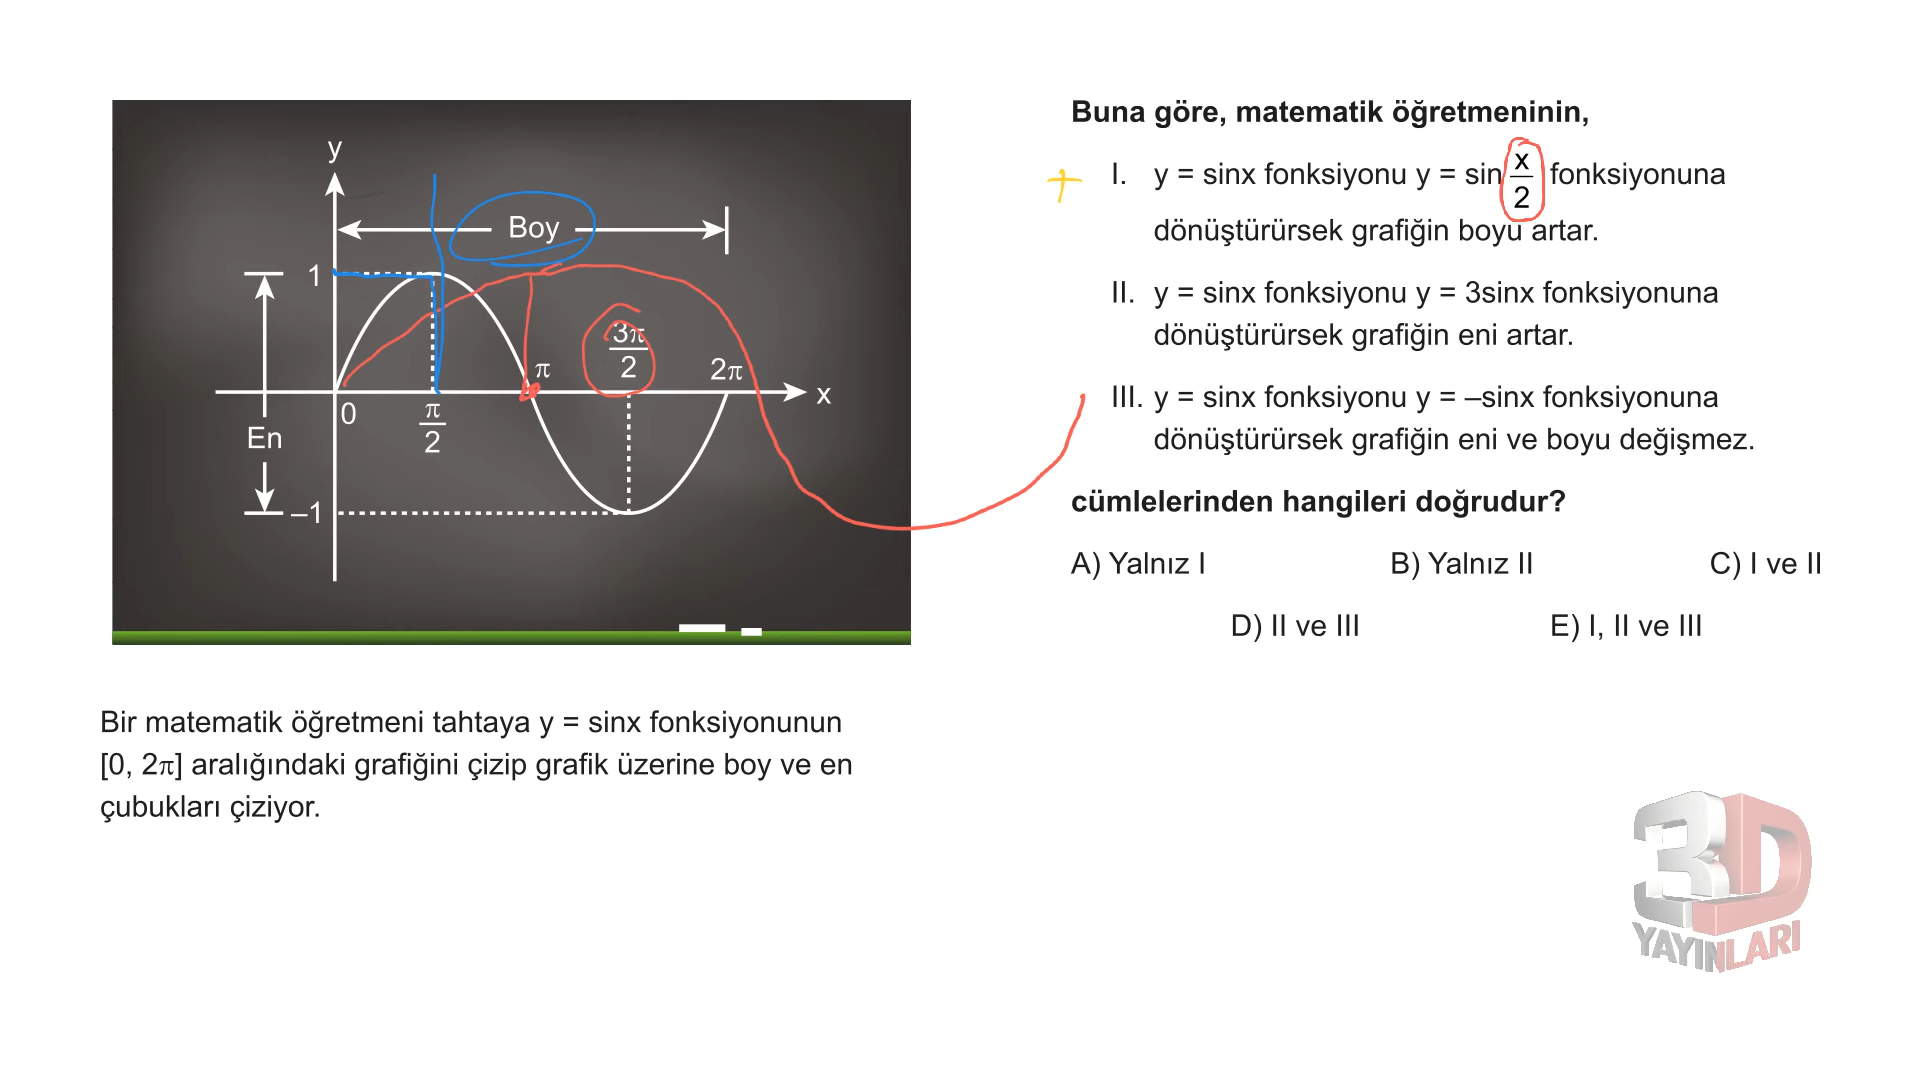 y
Boy
1
3π
2
π
2π
x
0
π
2
En
–1
Bir matematik öğretmeni tahtaya y = sinx fonksiyonunun
[0, 2π] aralığındaki grafiğini çizip grafik üzerine boy ve en
çubukları çiziyor.
Buna göre, matematik öğretmeninin,
I. y = sinx fonksiyonu y = sin x/2 fonksiyonuna
dönüştürürsek grafiğin boyu artar.
II. y = sinx fonksiyonu y = 3sinx fonksiyonuna
dönüştürürsek grafiğin eni artar.
III. y = sinx fonksiyonu y = –sinx fonksiyonuna
dönüştürürsek grafiğin eni ve boyu değişmez.
cümlelerinden hangileri doğrudur?
A) Yalnız I B) Yalnız II C) I ve II
D) II ve III E) I, II ve III
3D
YAYINLARI